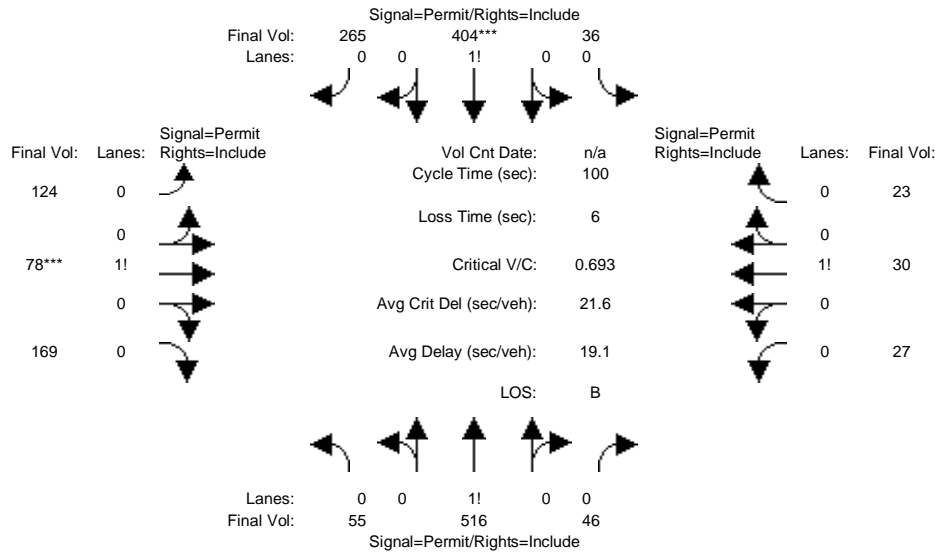 Signal=Permit/Rights=Include
Final Vol: 265 404*** 36
Lanes: 0 0 1! 0 0
Signal=Permit Signal=Permit
Final Vol: Lanes: Rights=Include Vol Cnt Date: n/a Rights=Include Lanes: Final Vol:
Cycle Time (sec): 100
124 0 0 23
Loss Time (sec): 6
0 0
78*** 1! Critical V/C: 0.693 1! 30
0 Avg Crit Del (sec/veh): 21.6 0
169 0 Avg Delay (sec/veh): 19.1 0 27
LOS: B
Lanes: 0 0 1! 0 0
Final Vol: 55 516 46
Signal=Permit/Rights=Include